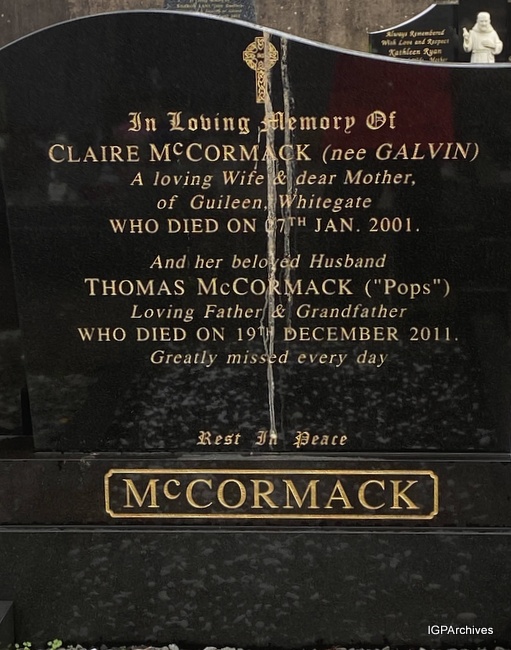 Always Remembered
With Love and Respect
Kathleen Ryan
In Loving Memory Of
CLAIRE McCORMACK (nee GALVIN)
A loving Wife & dear Mother,
of Guileen, Whitegate
WHO DIED ON 07TH JAN. 2001.
And her beloved Husband
THOMAS McCORMACK ("Pops")
Loving Father & Grandfather
WHO DIED ON 19TH DECEMBER 2011.
Greatly missed every day
Rest In Peace
McCORMACK
IGPArchives